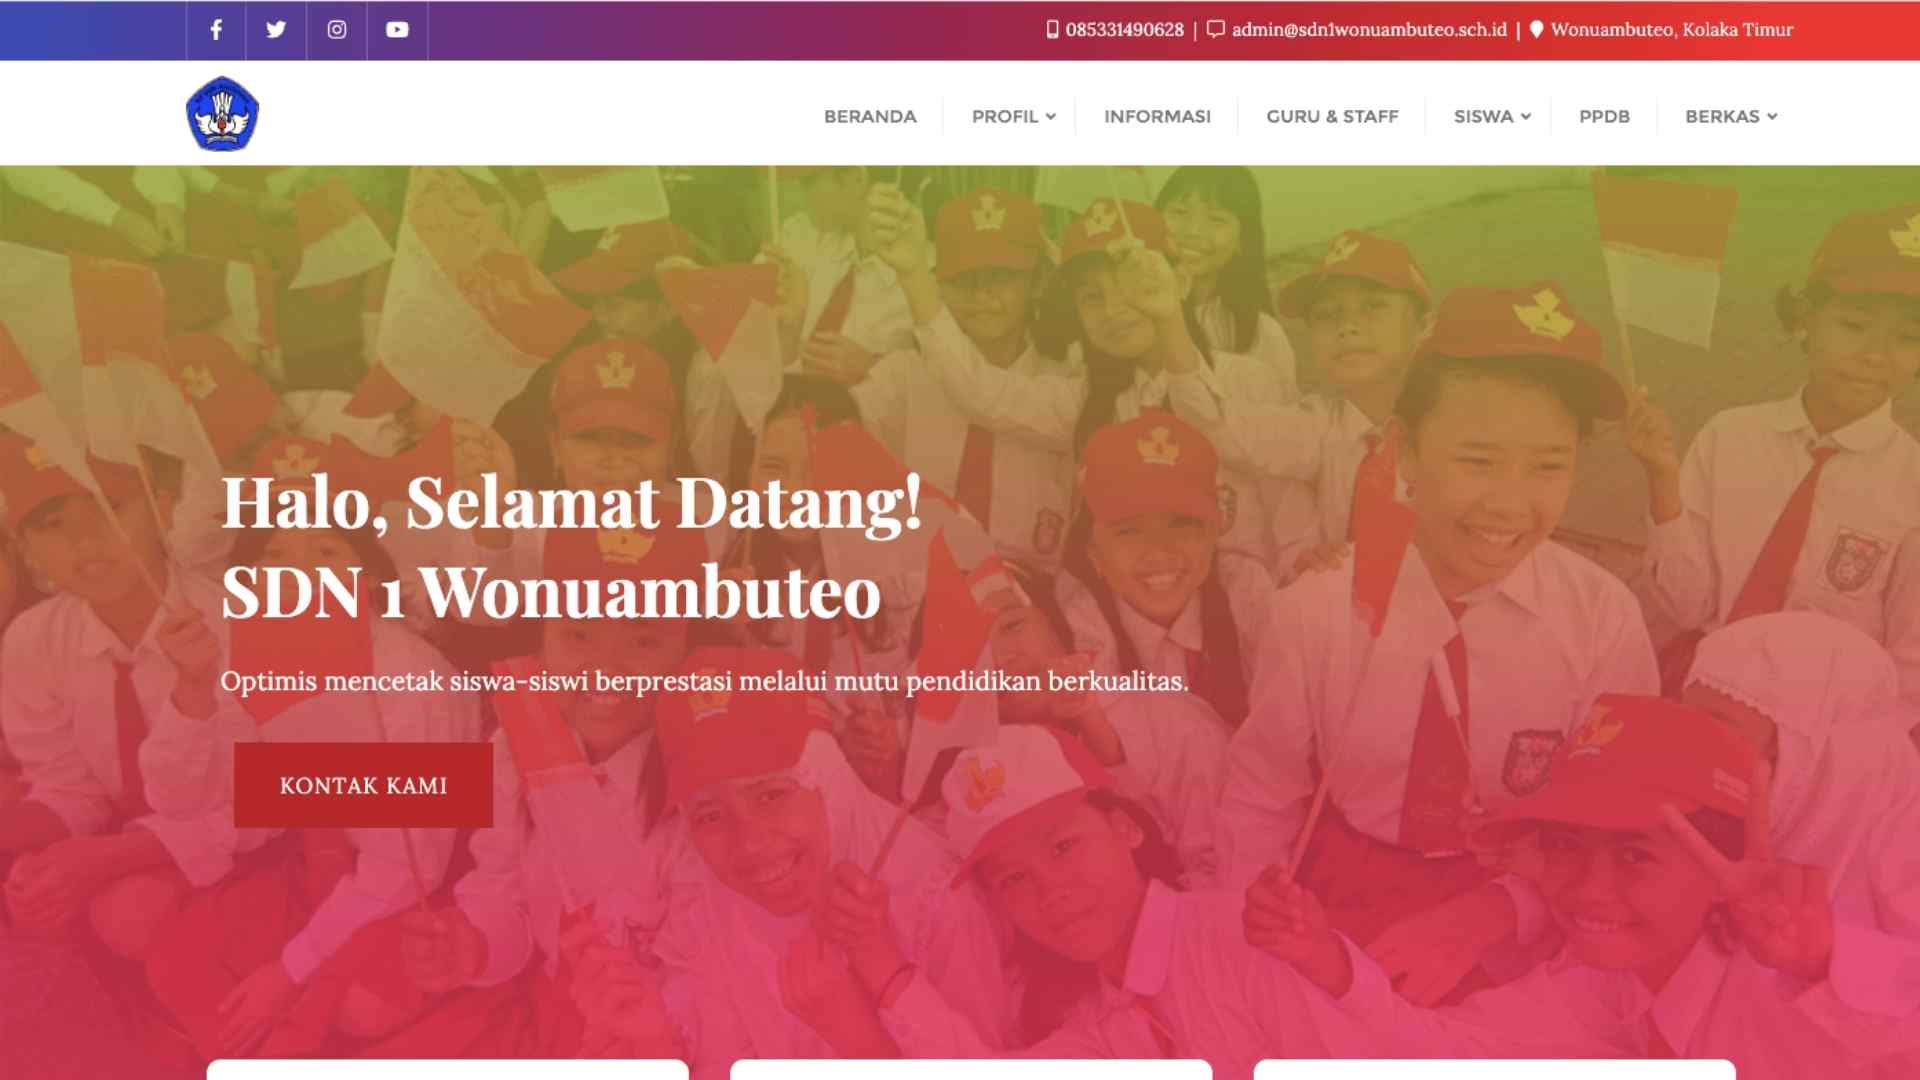 085331490628 | admin@sdn1wonuambuteo.sch.id | Wonuambuteo, Kolaka Timur
BERANDA PROFIL INFORMASI GURU & STAFF SISWA PPDB BERKAS
Halo, Selamat Datang!
SDN 1 Wonuambuteo
Optimis mencetak siswa-siswi berprestasi melalui mutu pendidikan berkualitas.
KONTAK KAMI